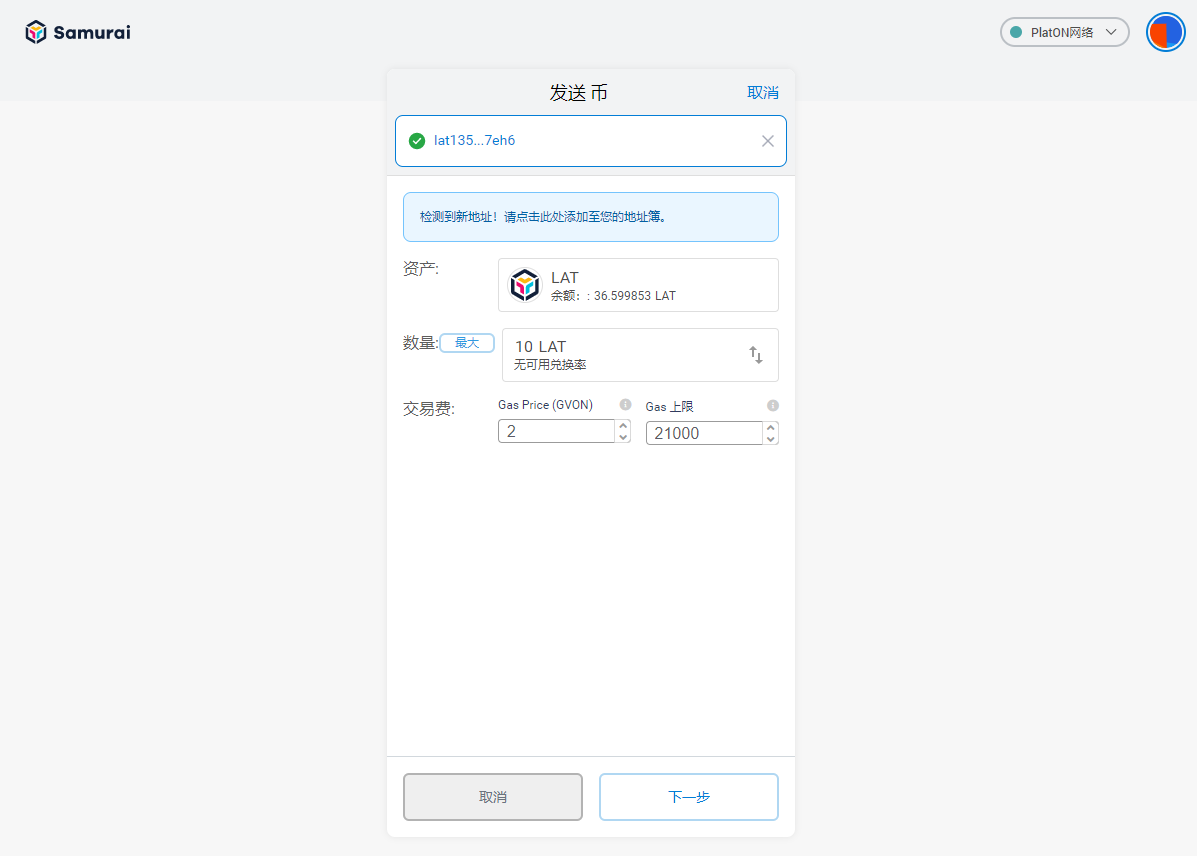 Samurai
PlatON网络
发送 币
取消
lat135...7eh6
检测到新地址！请点击此处添加至您的地址簿。
资产:
LAT
余额：: 36.599853 LAT
数量:
最大
10 LAT
无可用兑换率
交易费:
Gas Price (GVON)
Gas 上限
2
21000
取消
下一步